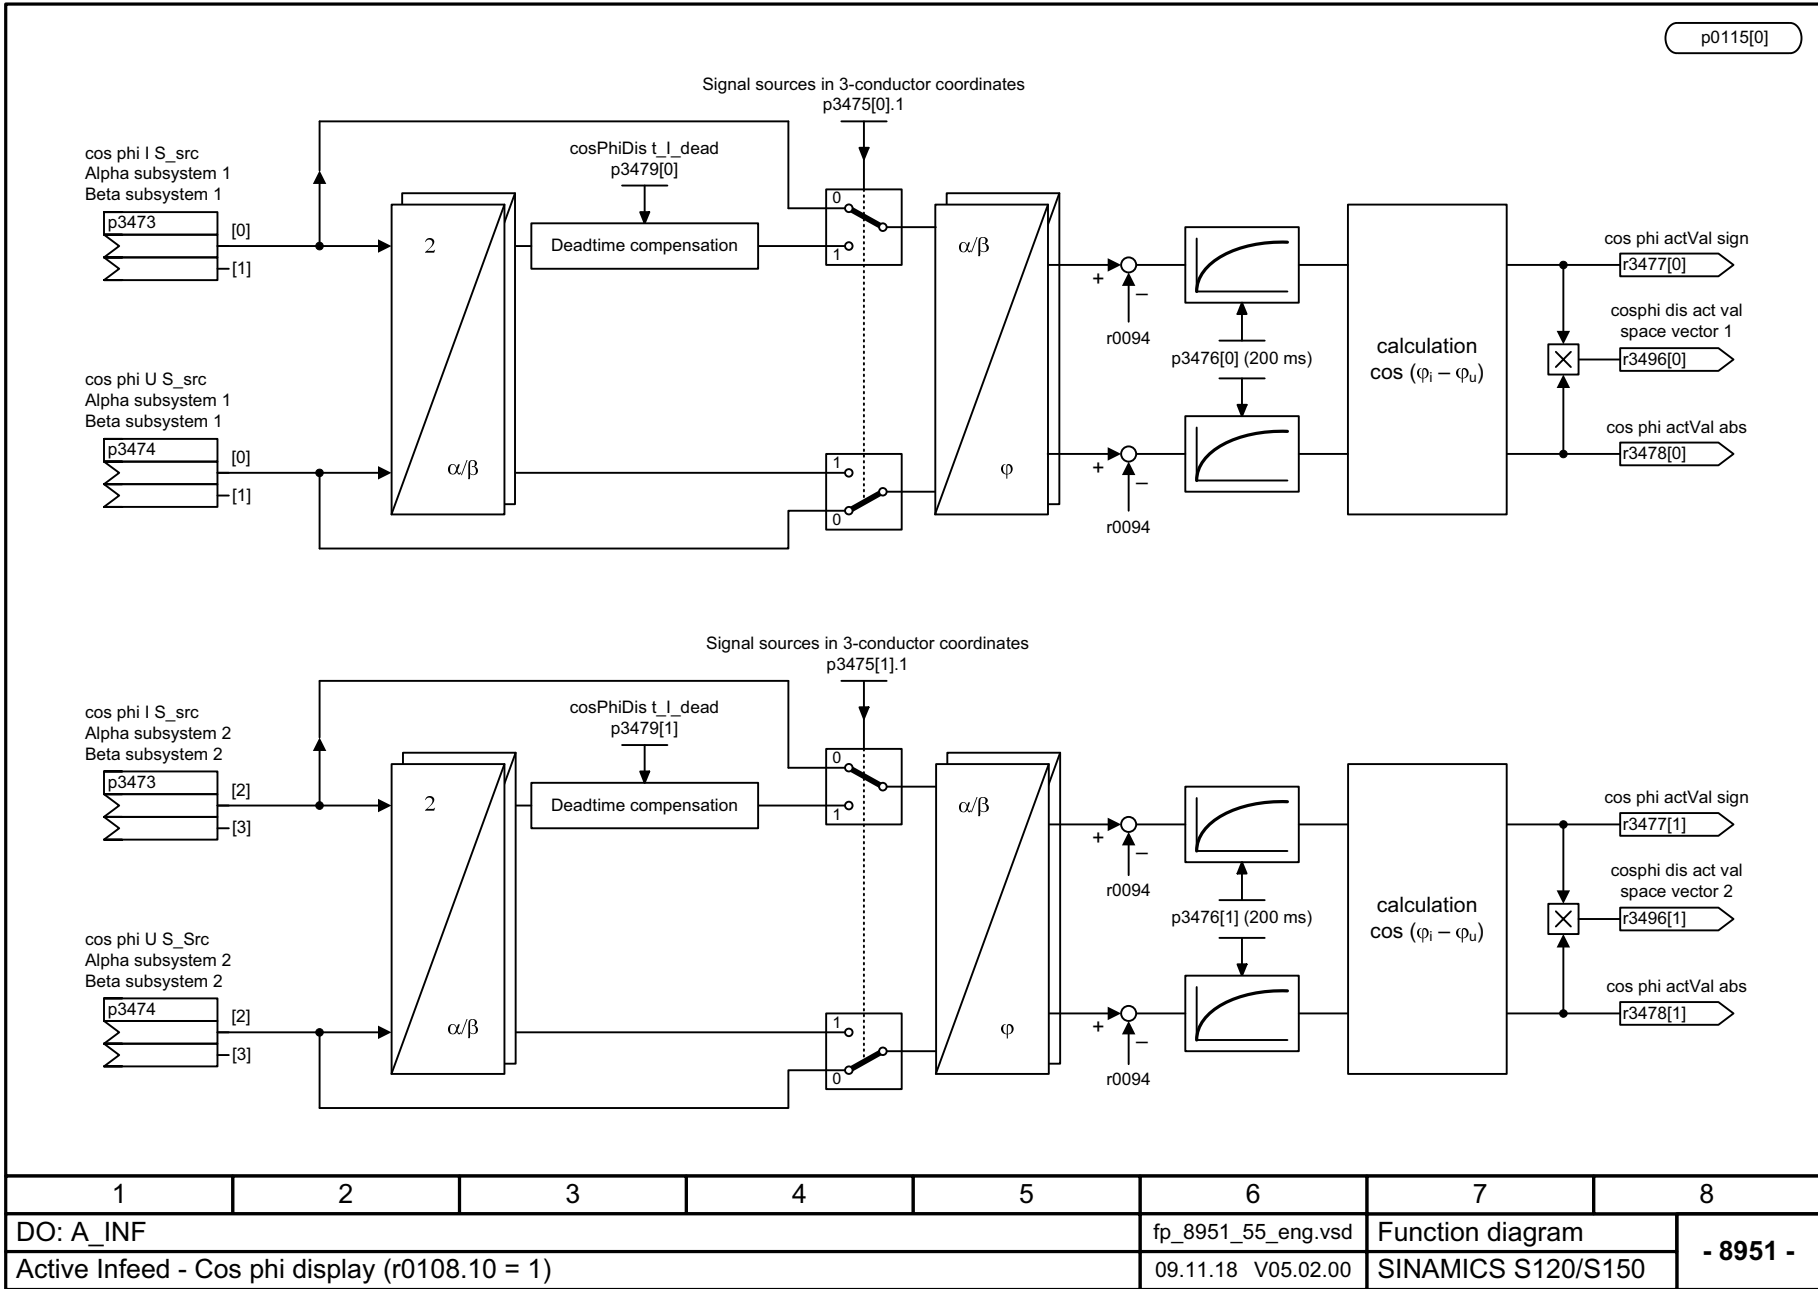 p0115[0]
Signal sources in 3-conductor coordinates
p3475[0].1
cos phi I S_src
Alpha subsystem 1
Beta subsystem 1
p3473
[0]
[1]
cosPhiDis t_I_dead
p3479[0]
2
Deadtime compensation
0
1
α/β
+
–
r0094
cos phi actVal sign
r3477[0]
cosphi dis act val
space vector 1
r3496[0]
p3476[0] (200 ms)
calculation
cos (φi – φu)
cos phi U S_src
Alpha subsystem 1
Beta subsystem 1
p3474
[0]
[1]
α/β
1
0
φ
+
–
r0094
cos phi actVal abs
r3478[0]
Signal sources in 3-conductor coordinates
p3475[1].1
cos phi I S_src
Alpha subsystem 2
Beta subsystem 2
p3473
[2]
[3]
cosPhiDis t_I_dead
p3479[1]
2
Deadtime compensation
0
1
α/β
+
–
r0094
cos phi actVal sign
r3477[1]
cosphi dis act val
space vector 2
r3496[1]
p3476[1] (200 ms)
calculation
cos (φi – φu)
cos phi U S_Src
Alpha subsystem 2
Beta subsystem 2
p3474
[2]
[3]
α/β
1
0
φ
+
–
r0094
cos phi actVal abs
r3478[1]
1 2 3 4 5 6 7 8
DO: A_INF
fp_8951_55_eng.vsd
Function diagram
- 8951 -
Active Infeed - Cos phi display (r0108.10 = 1)
09.11.18 V05.02.00
SINAMICS S120/S150